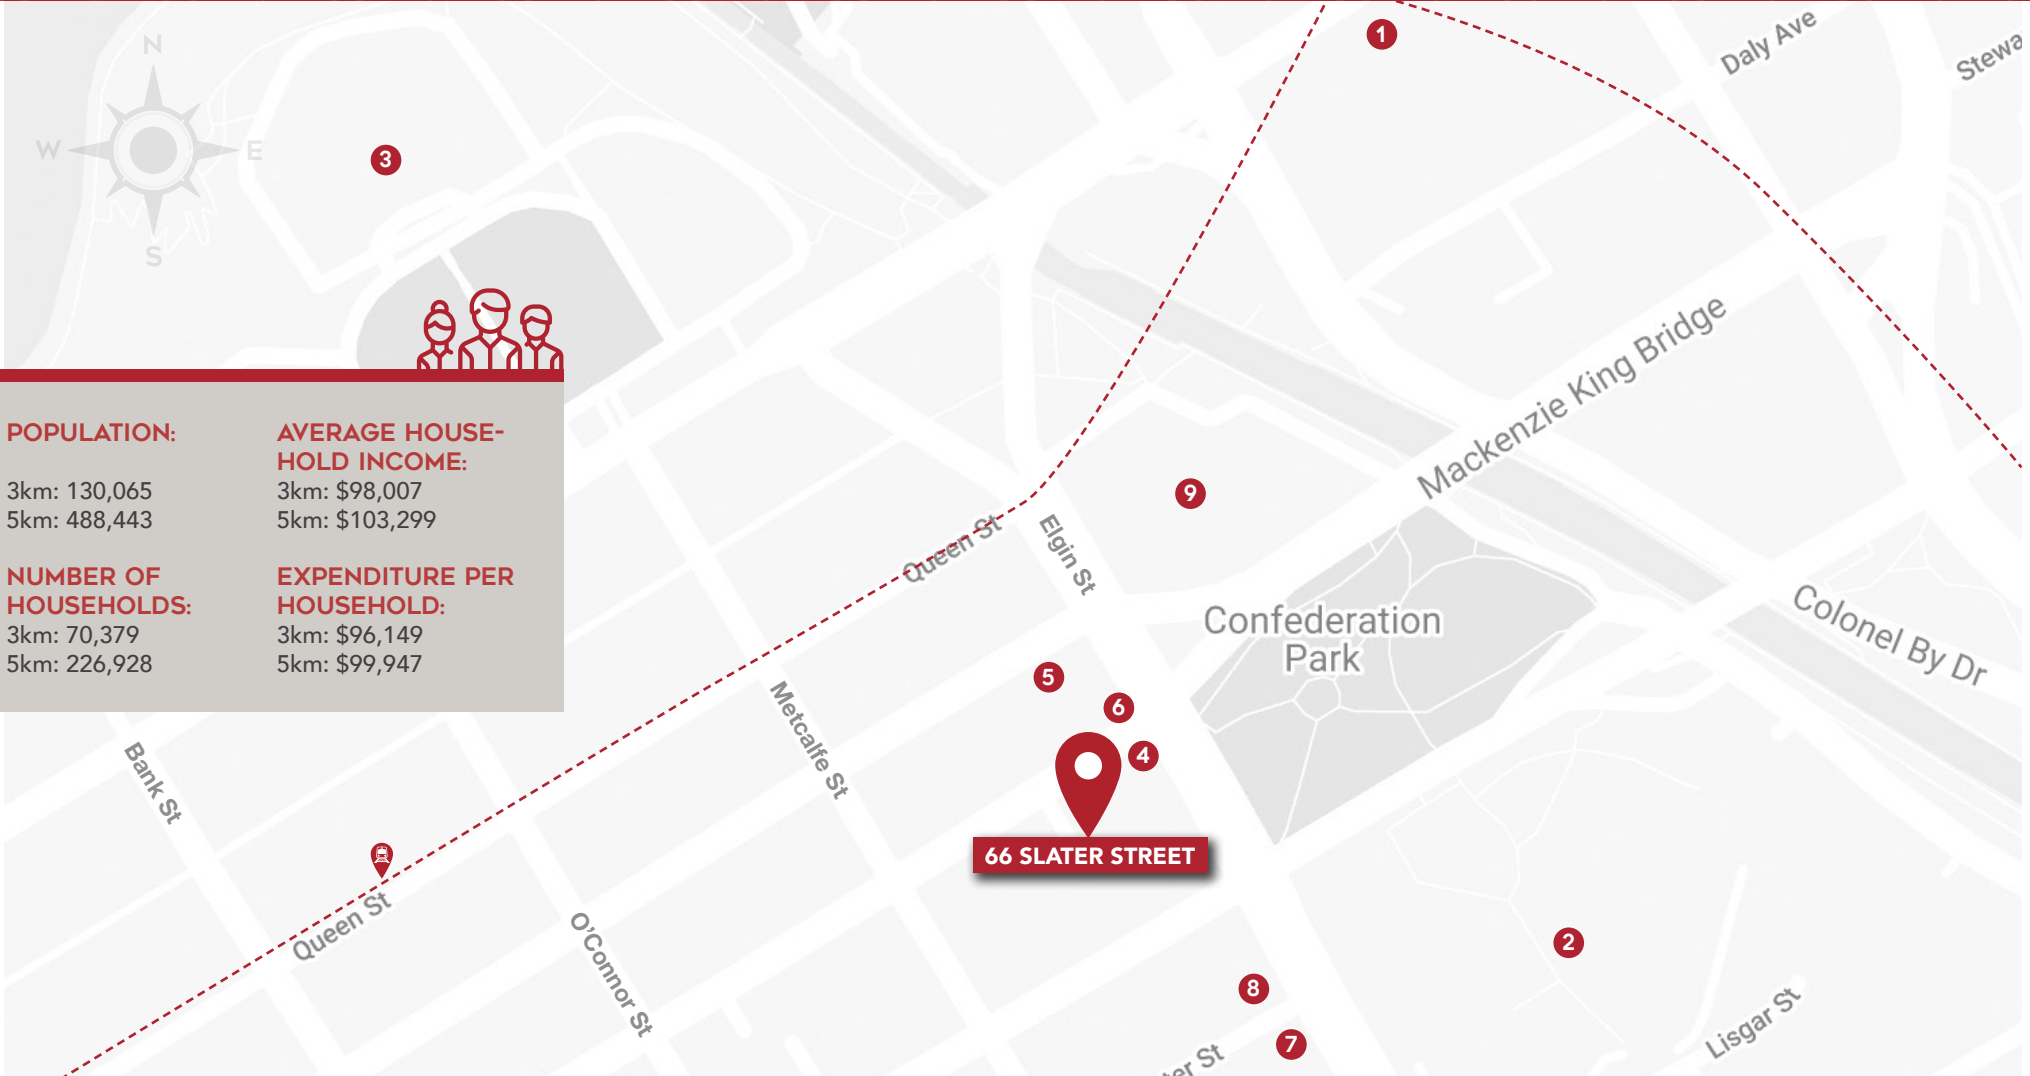 N
W
E
S
1
Daly Ave
3
POPULATION:
3km: 130,065
5km: 488,443
AVERAGE HOUSE-
HOLD INCOME:
3km: $98,007
5km: $103,299
NUMBER OF
HOUSEHOLDS:
3km: 70,379
5km: 226,928
EXPENDITURE PER
HOUSEHOLD:
3km: $96,149
5km: $99,947
Mackenzie King Bridge
9
Queen St
Elgin St
Confederation
Park
Colonel By Dr
5
6
4
Metcalfe St
Bank St
66 SLATER STREET
Queen St
O'Connor St
2
8
7
Lisgar St
St